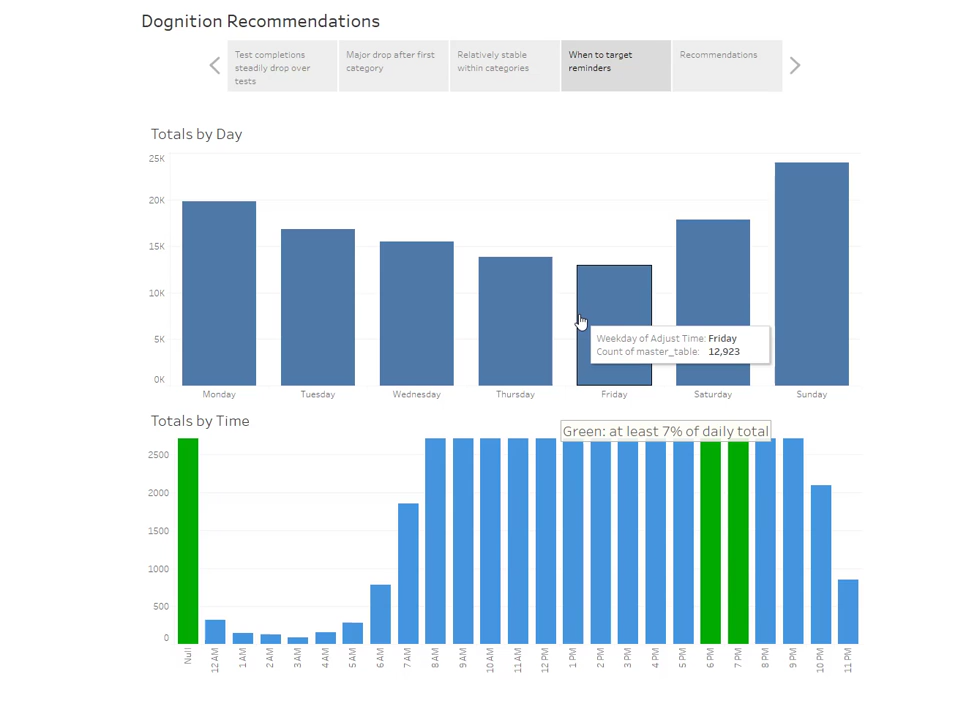 Dognition Recommendations
Test completions
steadily drop over
tests
Major drop after first
category
Relatively stable
within categories
When to target
reminders
Recommendations
Totals by Day
25K
20K
15K
10K
5K
0K
Weekday of Adjust Time: Friday
Count of master_table: 12,923
Monday Tuesday Wednesday Thursday Friday Saturday Sunday
Totals by Time
Green: at least 7% of daily total
2500
2000
1500
1000
500
0
Null 12 AM 1 AM 2 AM 3 AM 4 AM 5 AM 6 AM 7 AM 8 AM 9 AM 10 AM 11 AM 12 PM 1 PM 2 PM 3 PM 4 PM 5 PM 6 PM 7 PM 8 PM 9 PM 10 PM 11 PM